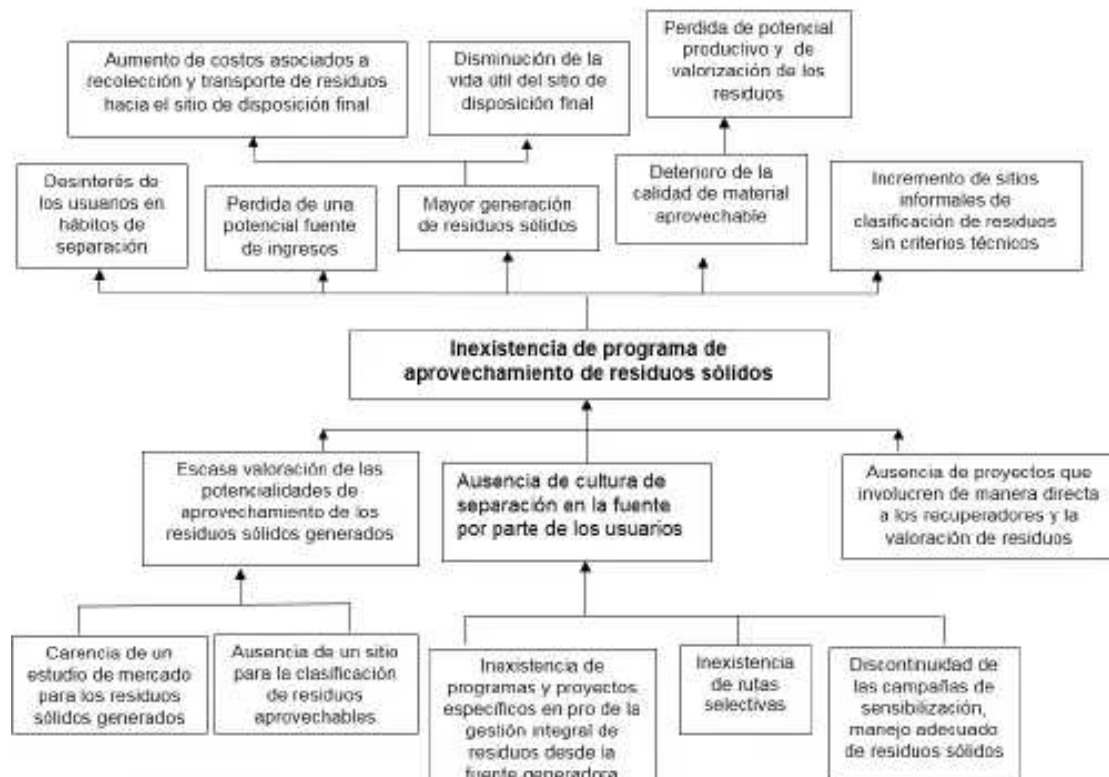 Aumento de costos asociados a
recolección y transporte de residuos
hacia el sitio de disposición final
Disminución de la
vida útil del sitio de
disposición final
Perdida de potencial
productivo y de
valorización de los
residuos
Desinterés de
los usuarios en
hábitos de
separación
Perdida de una
potencial fuente
de ingresos
Mayor generación
de residuos sólidos
Deterioro de la
calidad de material
aprovechable
Incremento de sitios
informales de
clasificación de residuos
sin criterios técnicos
Inexistencia de programa de
aprovechamiento de residuos sólidos
Escasa valoración de las
potencialidades de
aprovechamiento de los
residuos sólidos generados
Ausencia de cultura de
separación en la fuente
por parte de los usuarios
Ausencia de proyectos que
involucren de manera directa
a los recuperadores y la
valoración de residuos
Carencia de un
estudio de mercado
para los residuos
sólidos generados
Ausencia de un sitio
para la clasificación
de residuos
aprovechables
Inexistencia de
programas y proyectos
específicos en pro de la
gestión integral de
residuos desde la
fuente generadora
Inexistencia
de rutas
selectivas
Discontinuidad de
las campañas de
sensibilización,
manejo adecuado
de residuos sólidos